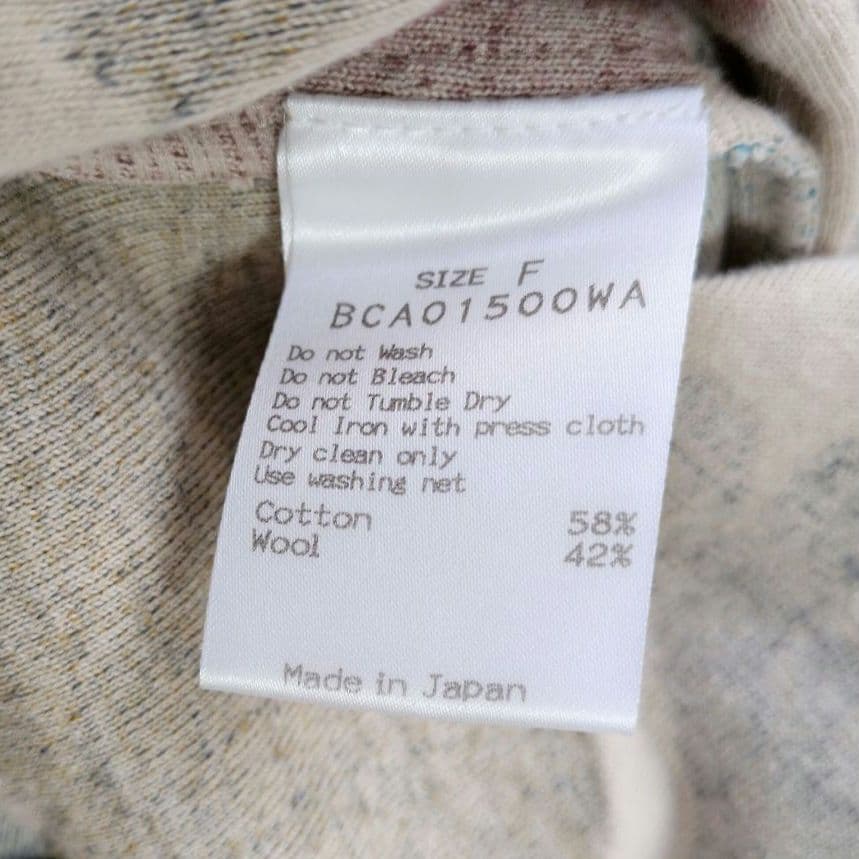 SIZE F
BCA01500WA
Do not Wash
Do not Bleach
Do not Tumble Dry
Cool Iron with press cloth
Dry clean only
Use washing net
Cotton 58%
Wool 42%
Made in Japan